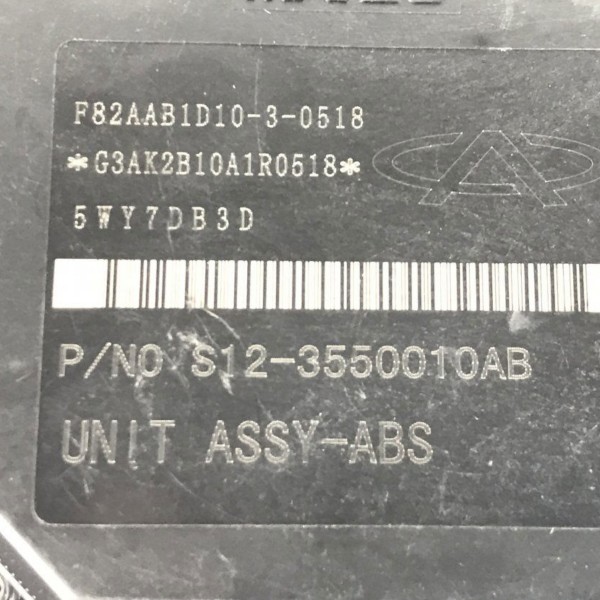 F82AAB1D10-3-0518
*G3AK2B10A1R0518*
5WY7DB3D
P/NO S12-3550010AB
UNIT ASSY-ABS